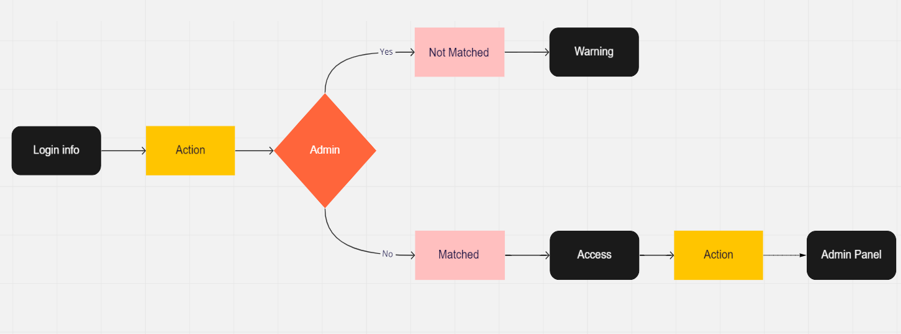 Yes
Not Matched
Warning
Login info
Action
Admin
No
Matched
Access
Action
Admin Panel